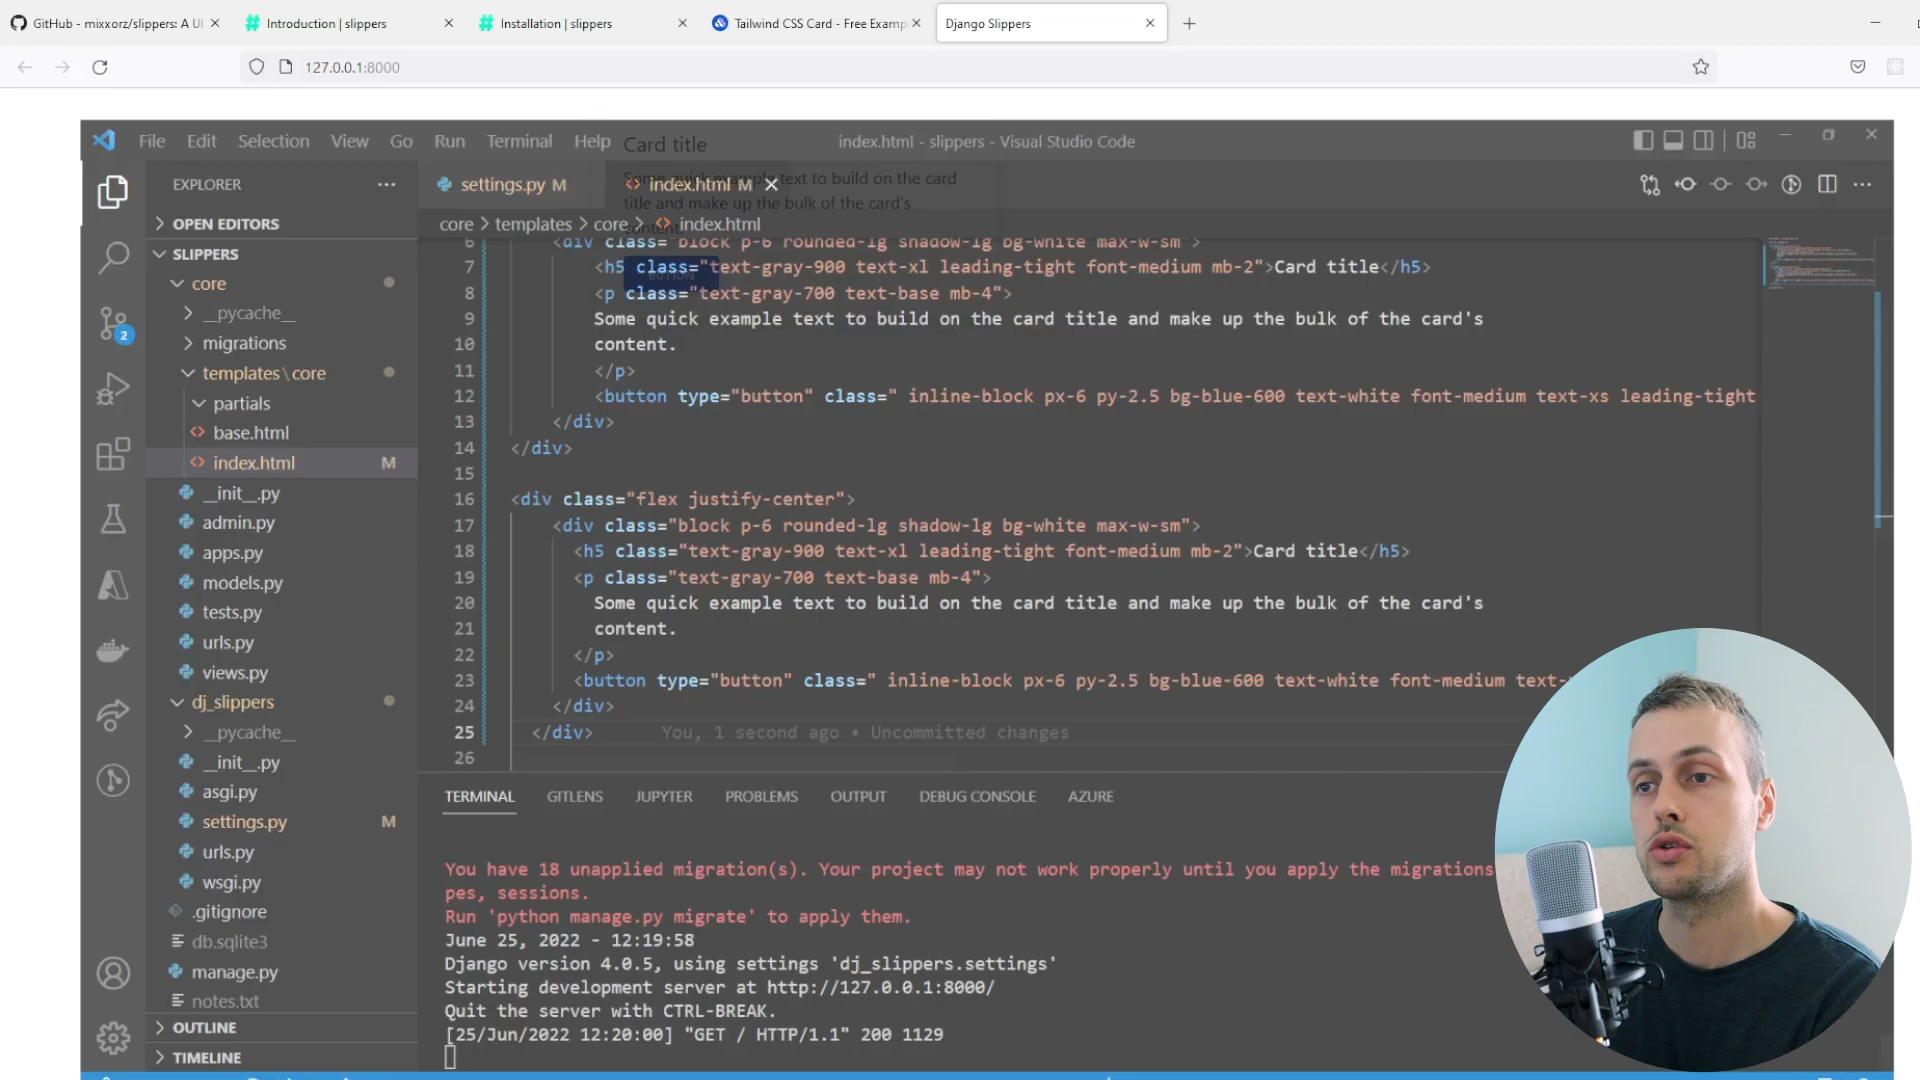 GitHub - mixxorz/slippers: A UI
Introduction | slippers
Installation | slippers
Tailwind CSS Card - Free Examp
Django Slippers
127.0.0.1:8000
File Edit Selection View Go Run Terminal Help
Card title
index.html - slippers - Visual Studio Code
EXPLORER
settings.py M
index.html M
Some quick example text to build on the card
title and make up the bulk of the card's
content.
OPEN EDITORS
core > templates > core > index.html
SLIPPERS
core
__pycache__
migrations
templates\core
partials
base.html
index.html M
__init__.py
admin.py
apps.py
models.py
tests.py
urls.py
views.py
dj_slippers
__pycache__
__init__.py
asgi.py
settings.py M
urls.py
wsgi.py
.gitignore
db.sqlite3
manage.py
notes.txt
OUTLINE
TIMELINE
2
6 <div class="block p-6 rounded-lg shadow-lg bg-white max-w-sm">
7 <h5 class="text-gray-900 text-xl leading-tight font-medium mb-2">Card title</h5>
8 <p class="text-gray-700 text-base mb-4">
9 Some quick example text to build on the card title and make up the bulk of the card's
10 content.
11 </p>
12 <button type="button" class=" inline-block px-6 py-2.5 bg-blue-600 text-white font-medium text-xs leading-tight
13 </div>
14 </div>
15
16 <div class="flex justify-center">
17 <div class="block p-6 rounded-lg shadow-lg bg-white max-w-sm">
18 <h5 class="text-gray-900 text-xl leading-tight font-medium mb-2">Card title</h5>
19 <p class="text-gray-700 text-base mb-4">
20 Some quick example text to build on the card title and make up the bulk of the card's
21 content.
22 </p>
23 <button type="button" class=" inline-block px-6 py-2.5 bg-blue-600 text-white font-medium text-
24 </div>
25 </div> You, 1 second ago • Uncommitted changes
26
TERMINAL GITLENS JUPYTER PROBLEMS OUTPUT DEBUG CONSOLE AZURE
You have 18 unapplied migration(s). Your project may not work properly until you apply the migrations
pes, sessions.
Run 'python manage.py migrate' to apply them.
June 25, 2022 - 12:19:58
Django version 4.0.5, using settings 'dj_slippers.settings'
Starting development server at http://127.0.0.1:8000/
Quit the server with CTRL-BREAK.
[25/Jun/2022 12:20:00] "GET / HTTP/1.1" 200 1129